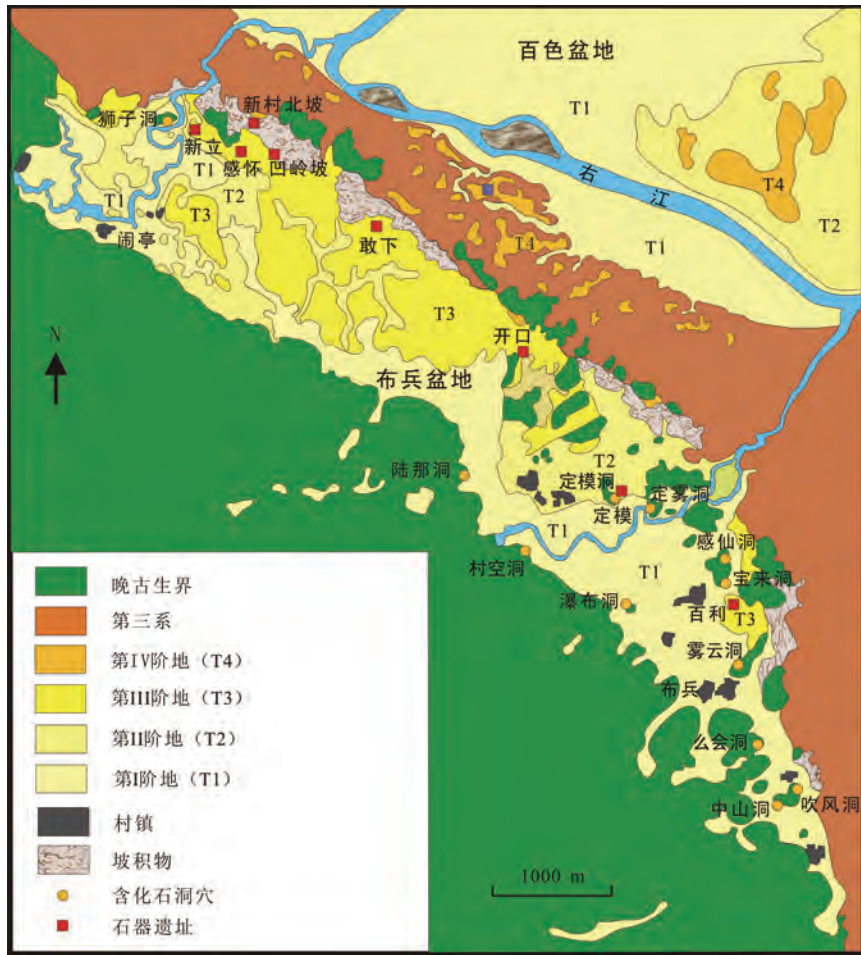 百色盆地
T1
新村北坡
狮子洞
新立
感怀
凹岭坡
T1
T2
T1
T3
闹亭
敢下
右江
T4
T2
T4
T1
T3
N
开口
布兵盆地
T2
陆那洞
定模洞
定模
定雾洞
T1
村空洞
T1
感仙洞
宝来洞
瀑布洞
百利
T3
雾云洞
布兵
么会洞
吹风洞
中山洞
晚古生界
第三系
第IV阶地（T4）
第III阶地（T3）
第II阶地（T2）
第I阶地（T1）
村镇
坡积物
含化石洞穴
石器遗址
1000 m